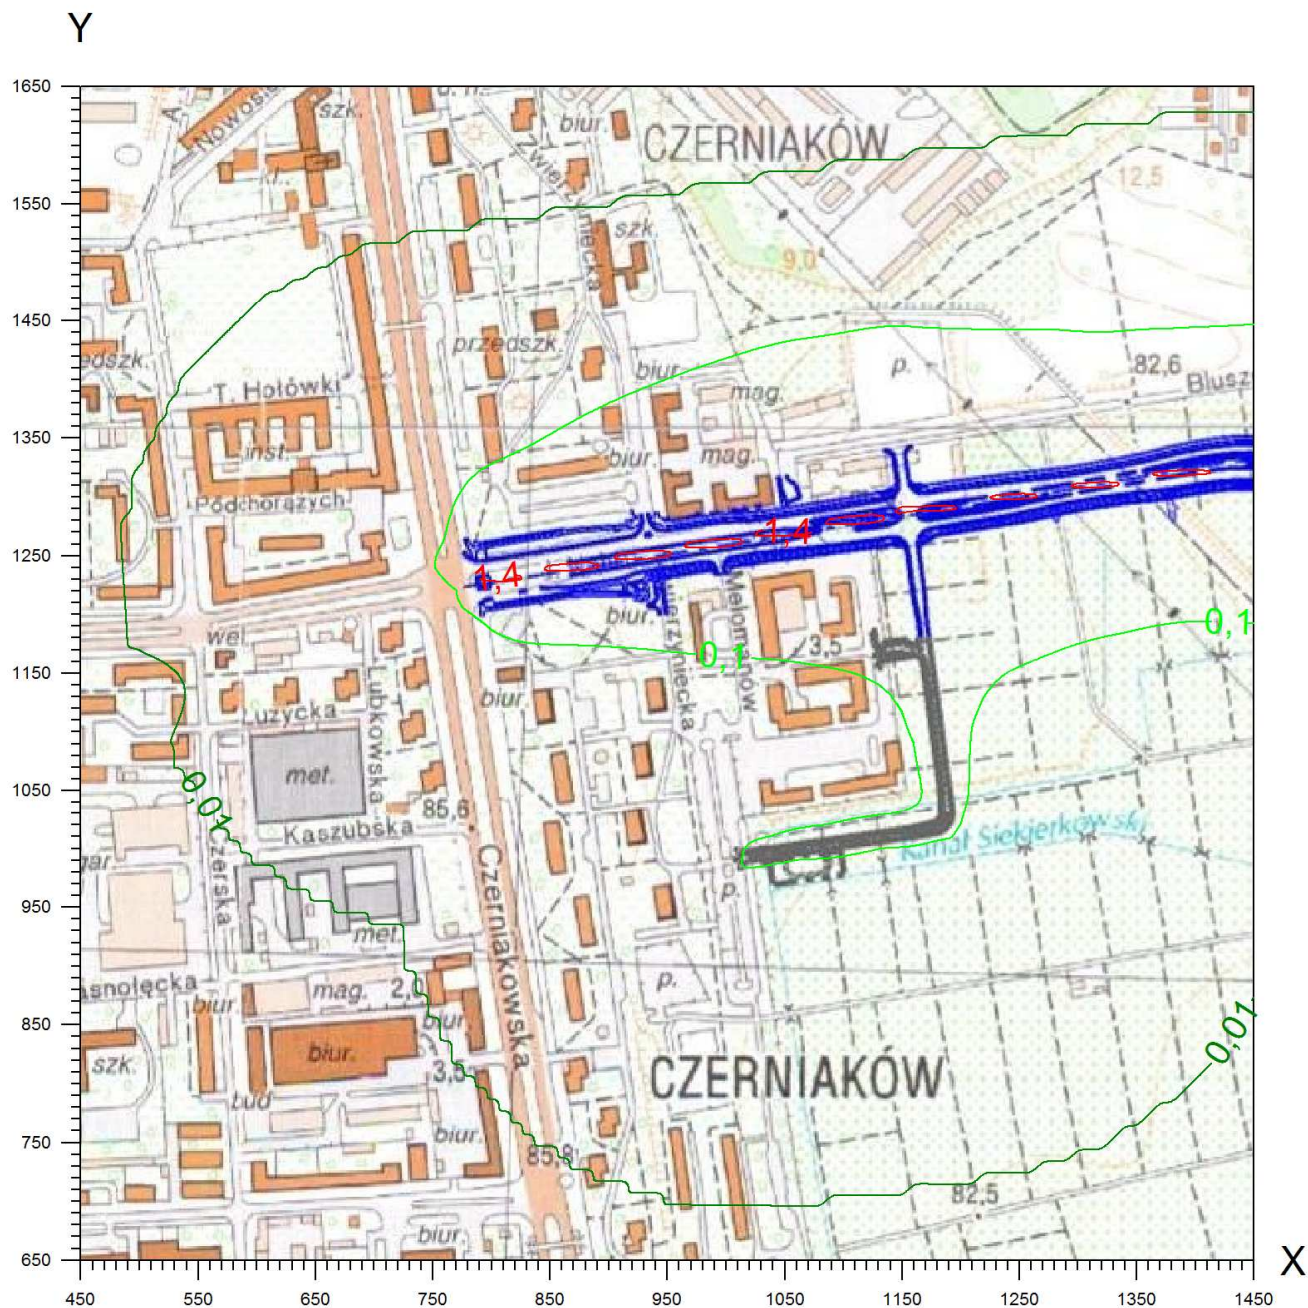 Y
1650
1550
1450
1350
1250
1150
1050
950
850
750
650
szk.
biur.
CZERNIAKÓW
12,5
szk.
9,0
przedszk.
biur.
p.
82,6
T. Hołówki
mag.
inst.
biur.
mag.
Podchorążych
1,4
1,4
biur.
wet.
0,1
3,5
0,1
biur.
Łużycka
met.
85,6
0,01
Kaszubska
Kanał Siekierkowski
p.
Czerniakowska
met.
mag.
p.
biur.
biur.
biur.
szk.
3,5
CZERNIAKÓW
0,01
bud
biur.
85,8
82,5
biur.
X
450 550 650 750 850 950 1050 1150 1250 1350 1450